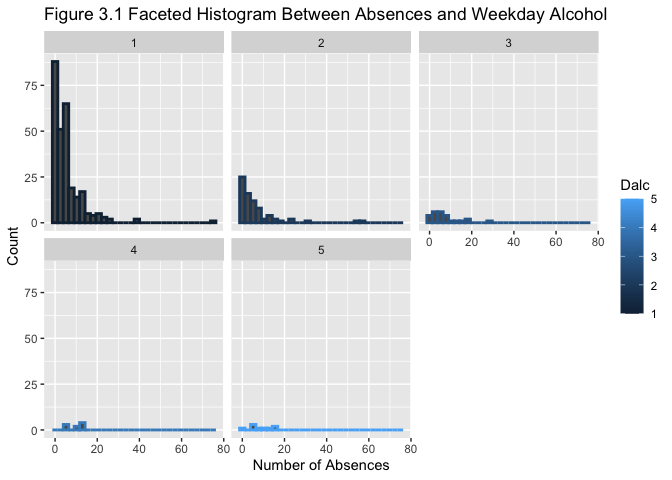 Figure 3.1 Faceted Histogram Between Absences and Weekday Alcohol
1 2 3
75
50
25
0
0 20 40 60 80
4 5
75
50
25
0
0 20 40 60 80 0 20 40 60 80
Count
Number of Absences
Dalc
5
4
3
2
1